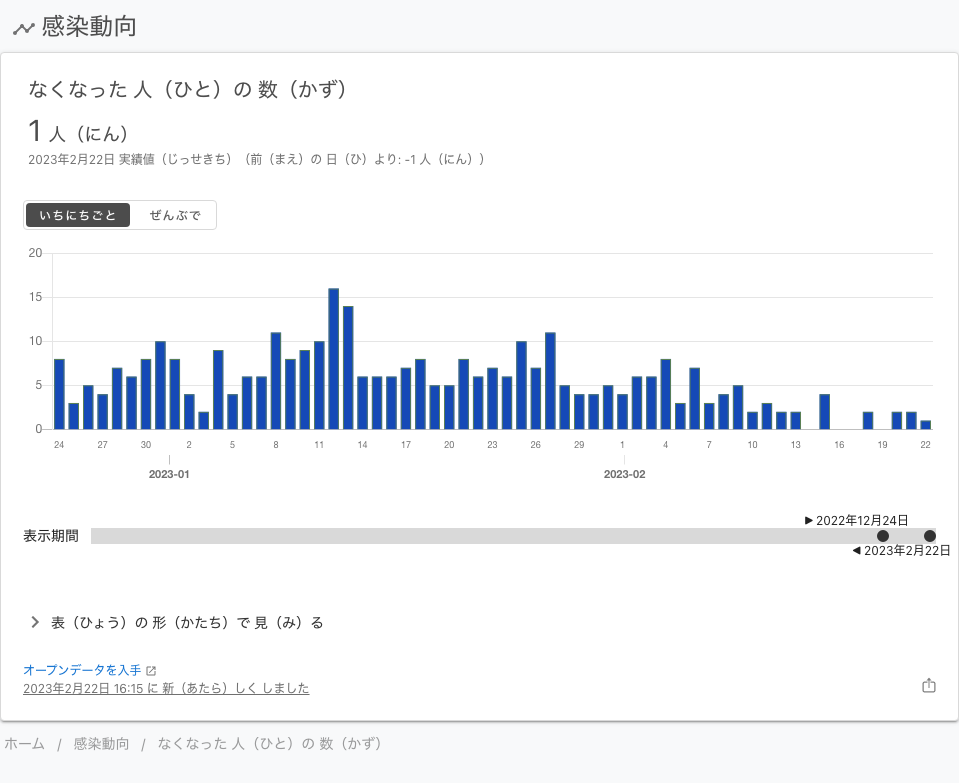 感染動向
なくなった 人（ひと）の 数（かず）
1 人（にん）
2023年2月22日 実績値（じっせきち）（前（まえ）の 日（ひ）より: -1 人（にん））
いちにちごと ぜんぶで
20
15
10
5
0
24 27 30 2 5 8 11 14 17 20 23 26 29 1 4 7 10 13 16 19 22
2023-01 2023-02
▶ 2022年12月24日
表示期間
◀ 2023年2月22日
表（ひょう）の 形（かたち）で 見（み）る
オープンデータを入手
2023年2月22日 16:15 に 新（あたら）しく しました
ホーム / 感染動向 / なくなった 人（ひと）の 数（かず）